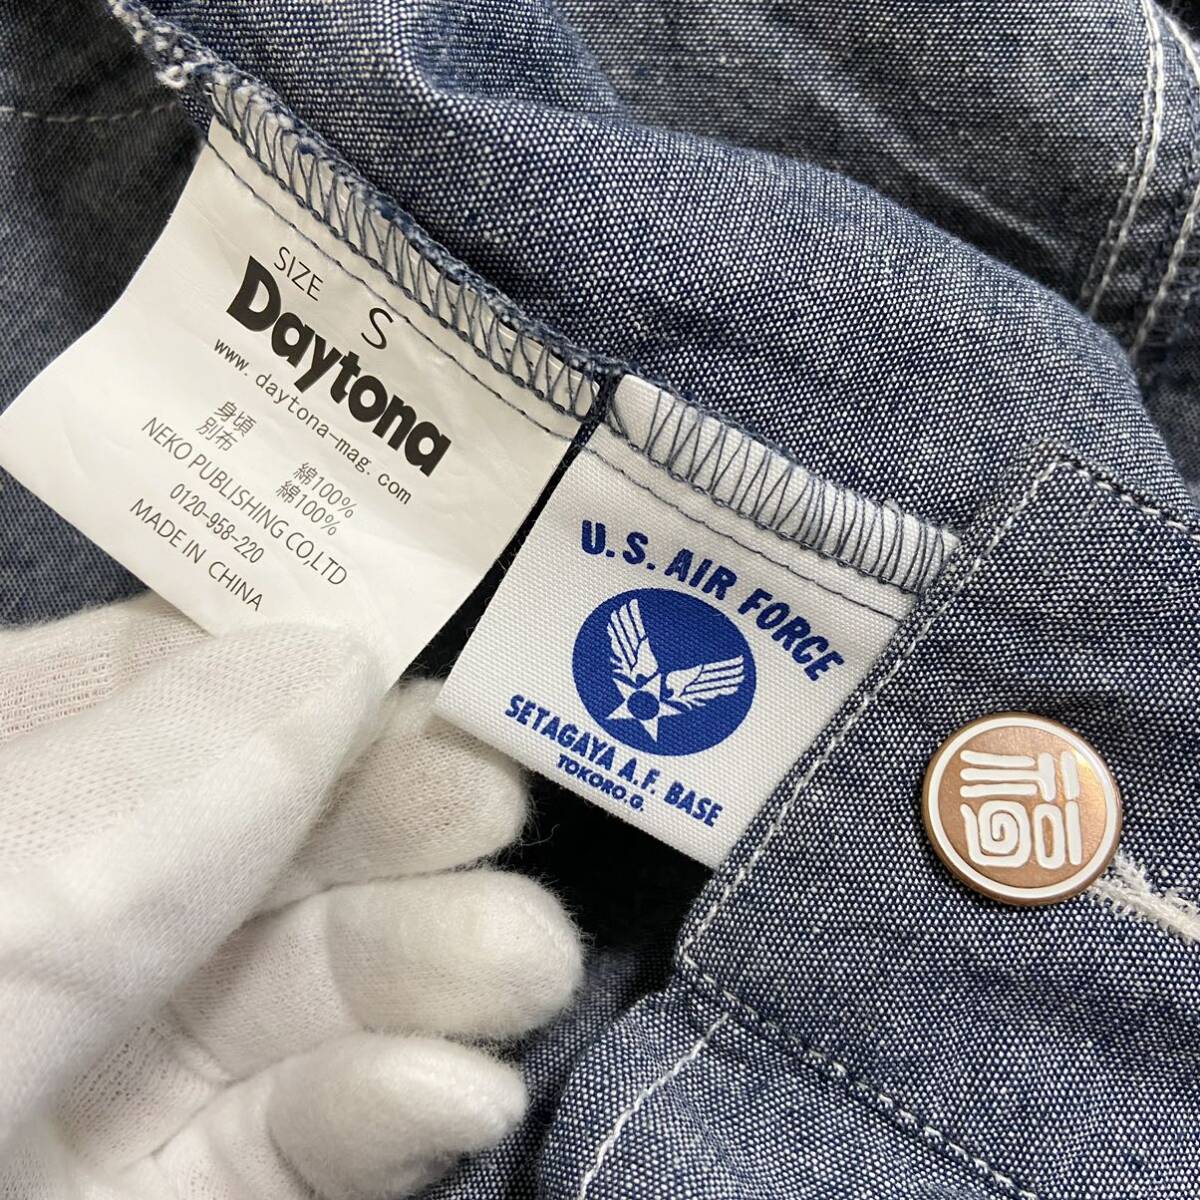 SIZE
S
Daytona
www.daytona-mag.com
身頃 綿100%
別布 綿100%
NEKO PUBLISHING CO,LTD
0120-958-220
MADE IN CHINA
U.S. AIR FORCE
SETAGAYA A.F. BASE
TOKORO.G.
福